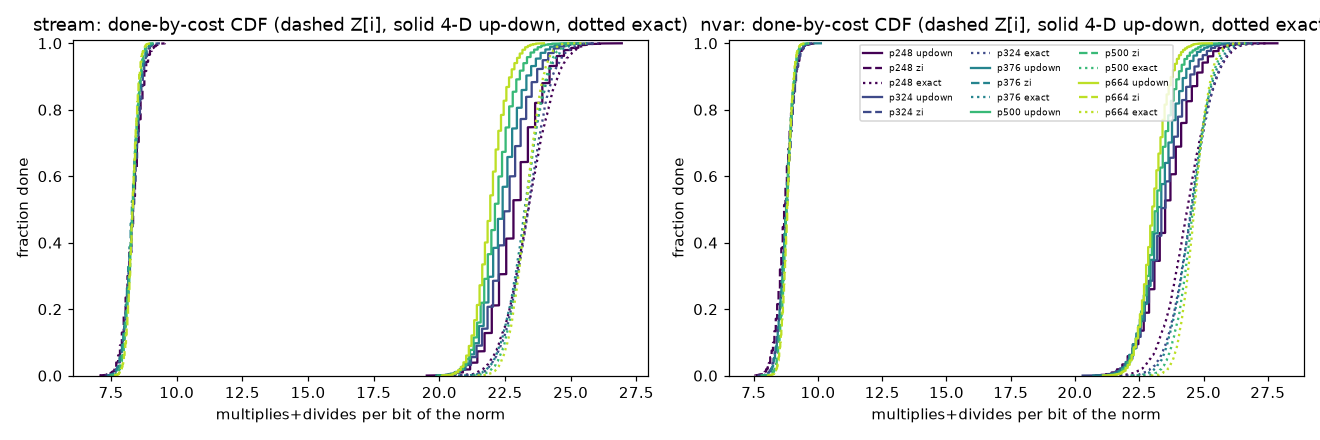 stream: done-by-cost CDF (dashed Z[i], solid 4-D up-down, dotted exact)
nvar: done-by-cost CDF (dashed Z[i], solid 4-D up-down, dotted exact
fraction done
1.0
0.8
0.6
0.4
0.2
0.0
7.5 10.0 12.5 15.0 17.5 20.0 22.5 25.0 27.5
multiplies+divides per bit of the norm
fraction done
1.0
0.8
0.6
0.4
0.2
0.0
p248 updown
p248 zi
p248 exact
p324 updown
p324 zi
p324 exact
p376 updown
p376 zi
p376 exact
p500 updown
p500 zi
p500 exact
p664 updown
p664 zi
p664 exact
7.5 10.0 12.5 15.0 17.5 20.0 22.5 25.0 27.5
multiplies+divides per bit of the norm